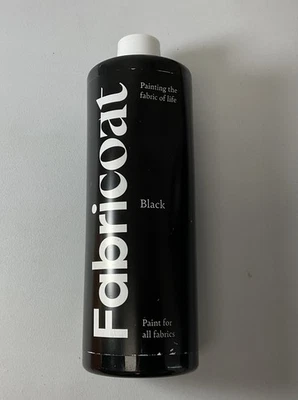 Fabricoat
Painting the
fabric of life
Black
Paint for
all fabrics